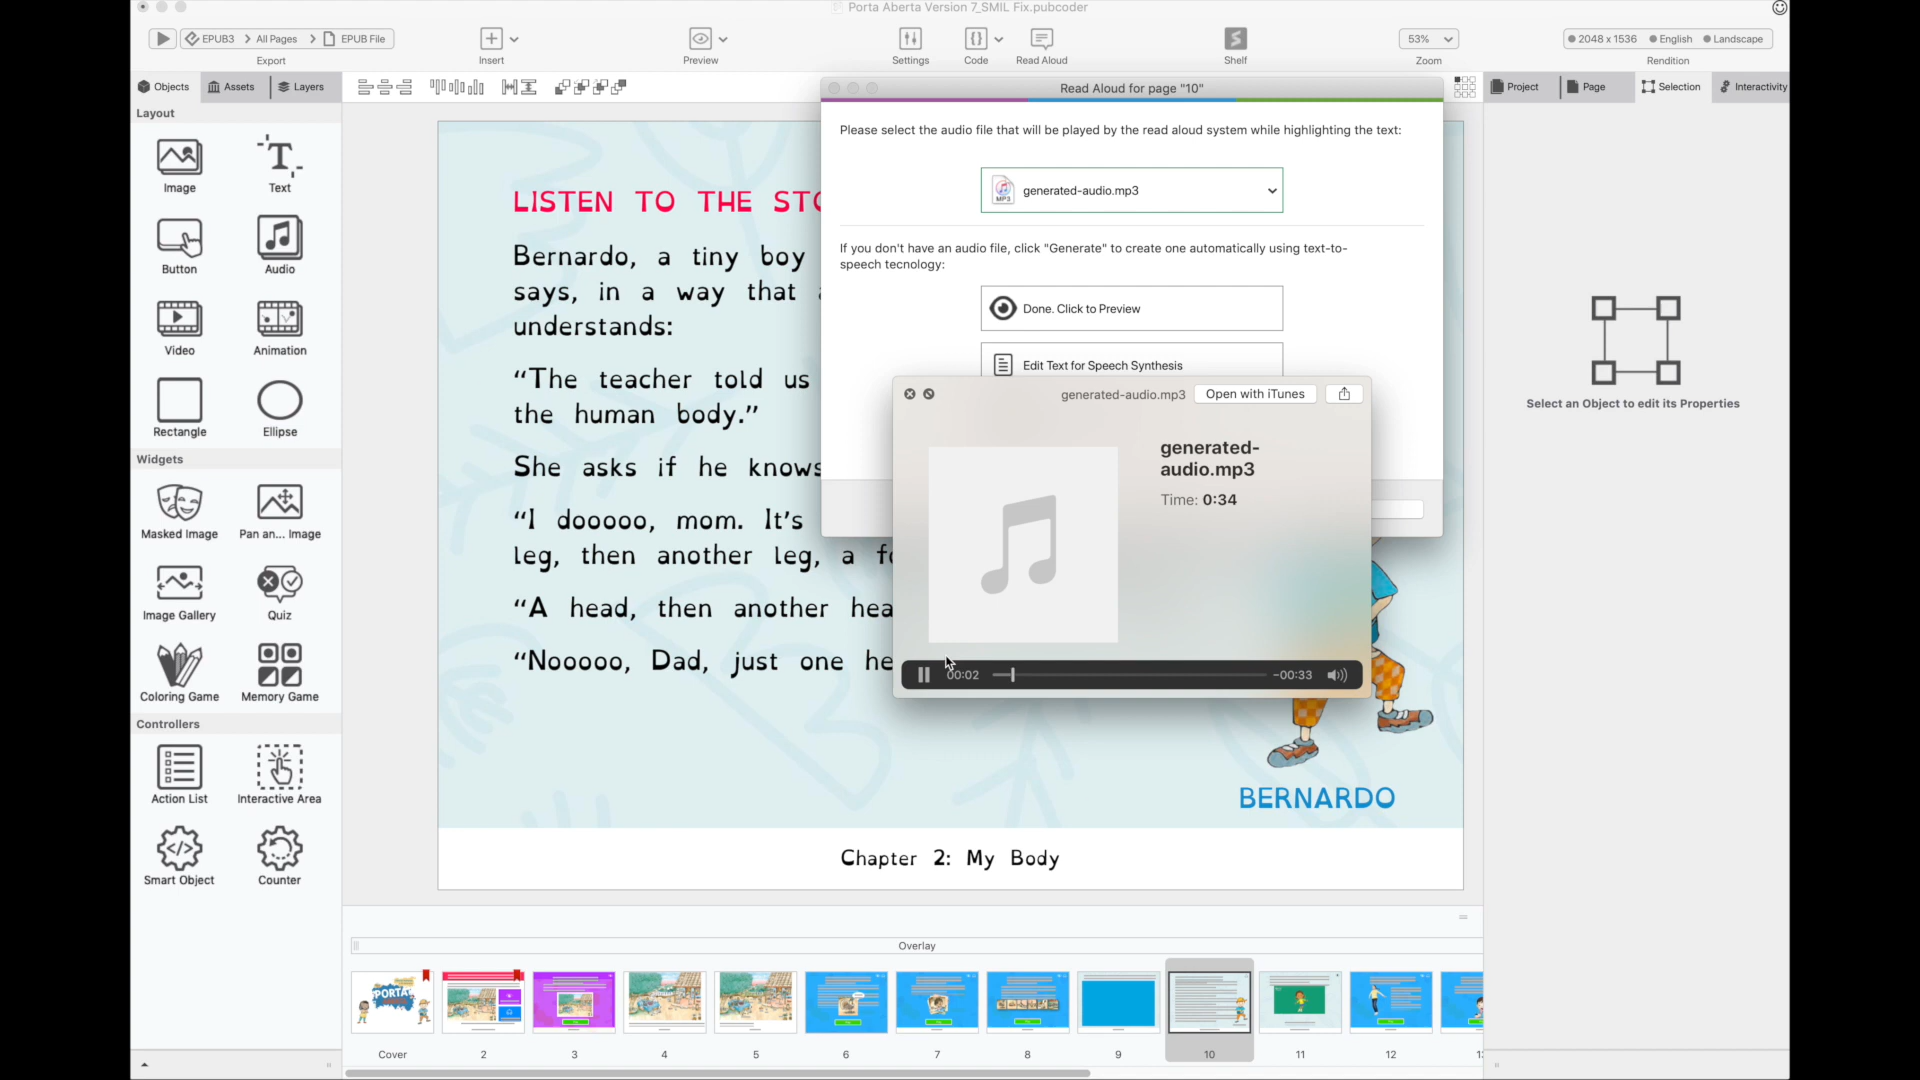 Porta Aberta Version 7_SMIL Fix.pubcoder
EPUB3 > All Pages > EPUB File
Export
Insert
Preview
Settings
Code
Read Aloud
Shelf
53%
Zoom
2048 x 1536 English Landscape
Rendition
Objects
Assets
Layers
Project
Page
Selection
Interactivity
Layout
Image
Text
Button
Audio
Video
Animation
Rectangle
Ellipse
Widgets
Masked Image
Pan an... Image
Image Gallery
Quiz
Coloring Game
Memory Game
Controllers
Action List
Interactive Area
Smart Object
Counter
LISTEN TO THE
Bernardo, a tiny boy
says, in a way that
understands:
“The teacher told us
the human body.”
She asks if he knows
“I dooooo, mom. It’s
leg, then another leg, a
“A head, then another
“Nooooo, Dad, just one
BERNARDO
Chapter 2: My Body
Read Aloud for page "10"
Please select the audio file that will be played by the read aloud system while highlighting the text:
MP3
generated-audio.mp3
If you don't have an audio file, click "Generate" to create one automatically using text-to-
speech tecnology:
Done. Click to Preview
Edit Text for Speech Synthesis
generated-audio.mp3
Open with iTunes
generated-
audio.mp3
Time: 0:34
00:02
-00:33
Select an Object to edit its Properties
Overlay
PORTA
Cover
2
3
4
5
6
7
8
9
10
11
12